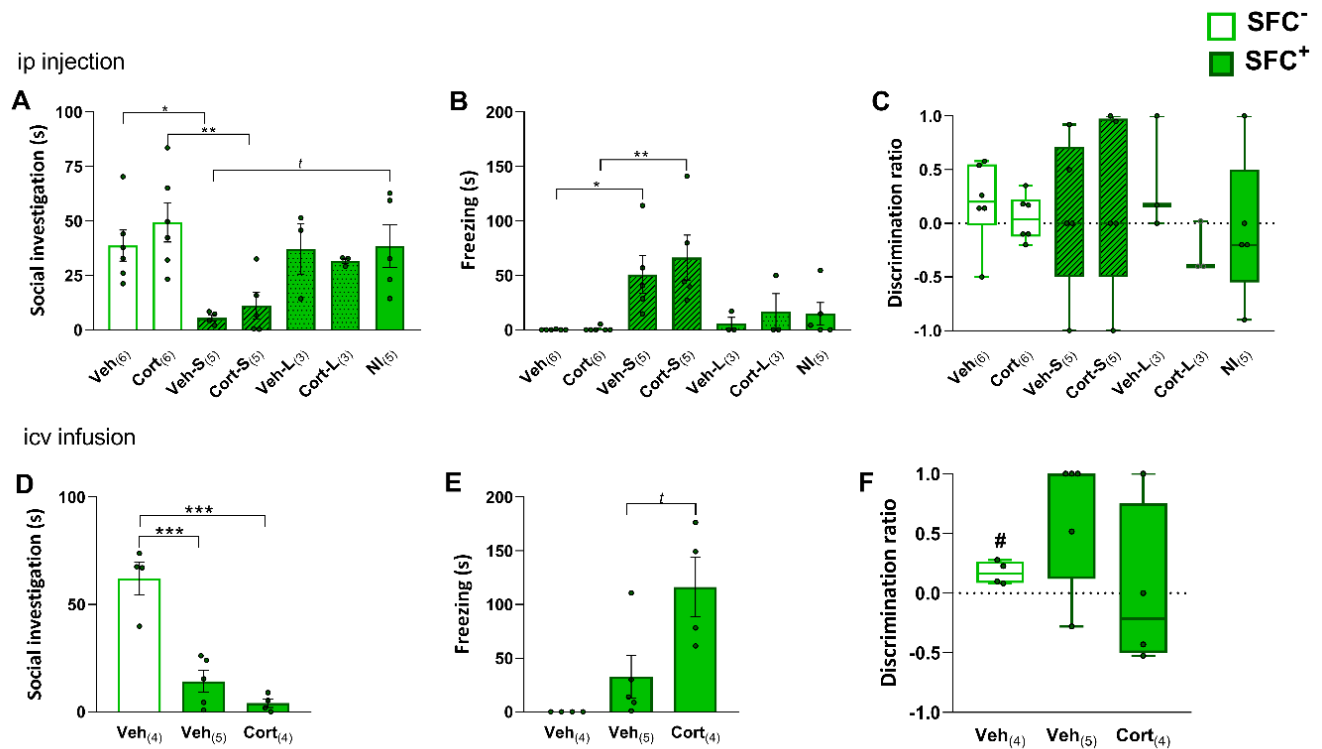 SFC⁻
SFC⁺
ip injection
A
Social investigation (s)
100
75
50
25
0
*
**
t
Veh(6)
Cort(6)
Veh-S(5)
Cort-S(5)
Veh-L(3)
Cort-L(3)
NI(5)
B
Freezing (s)
200
150
100
50
0
*
**
Veh(6)
Cort(6)
Veh-S(5)
Cort-S(5)
Veh-L(3)
Cort-L(3)
NI(5)
C
Discrimination ratio
1.0
0.5
0.0
-0.5
-1.0
Veh(6)
Cort(6)
Veh-S(5)
Cort-S(5)
Veh-L(3)
Cort-L(3)
NI(5)
icv infusion
D
Social investigation (s)
100
50
0
***
***
Veh(4)
Veh(5)
Cort(4)
E
Freezing (s)
200
150
100
50
0
t
Veh(4)
Veh(5)
Cort(4)
F
Discrimination ratio
1.0
0.5
0.0
-0.5
-1.0
#
Veh(4)
Veh(5)
Cort(4)